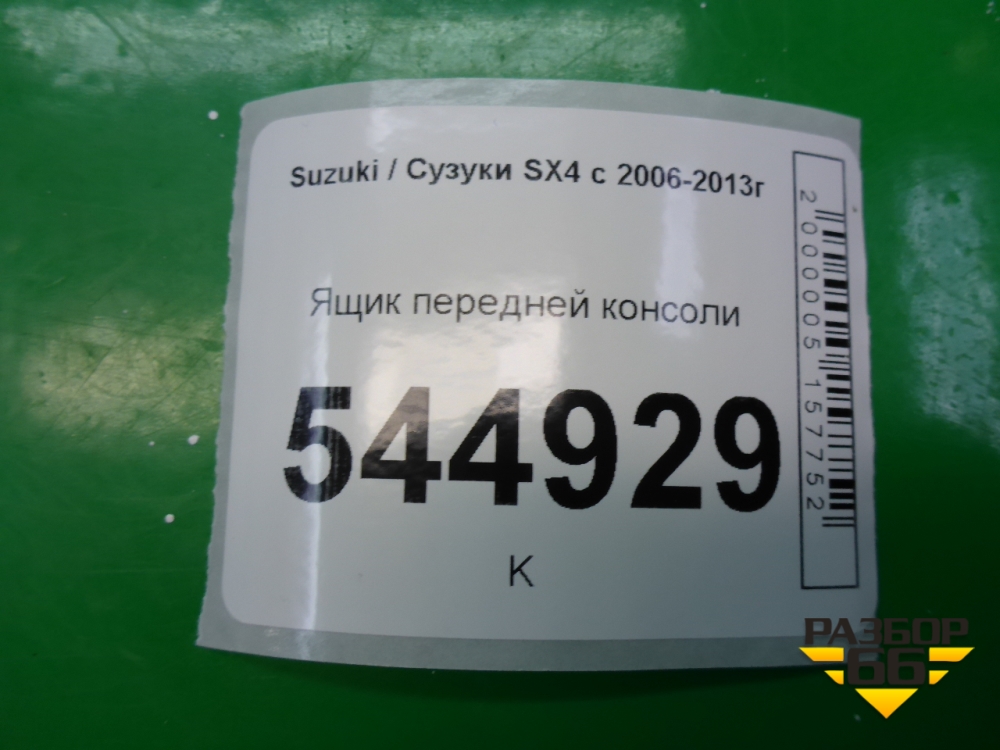 Suzuki / Сузуки SX4 с 2006-2013г
Ящик передней консоли
544929
К
2000005157752
РАЗБОР
66